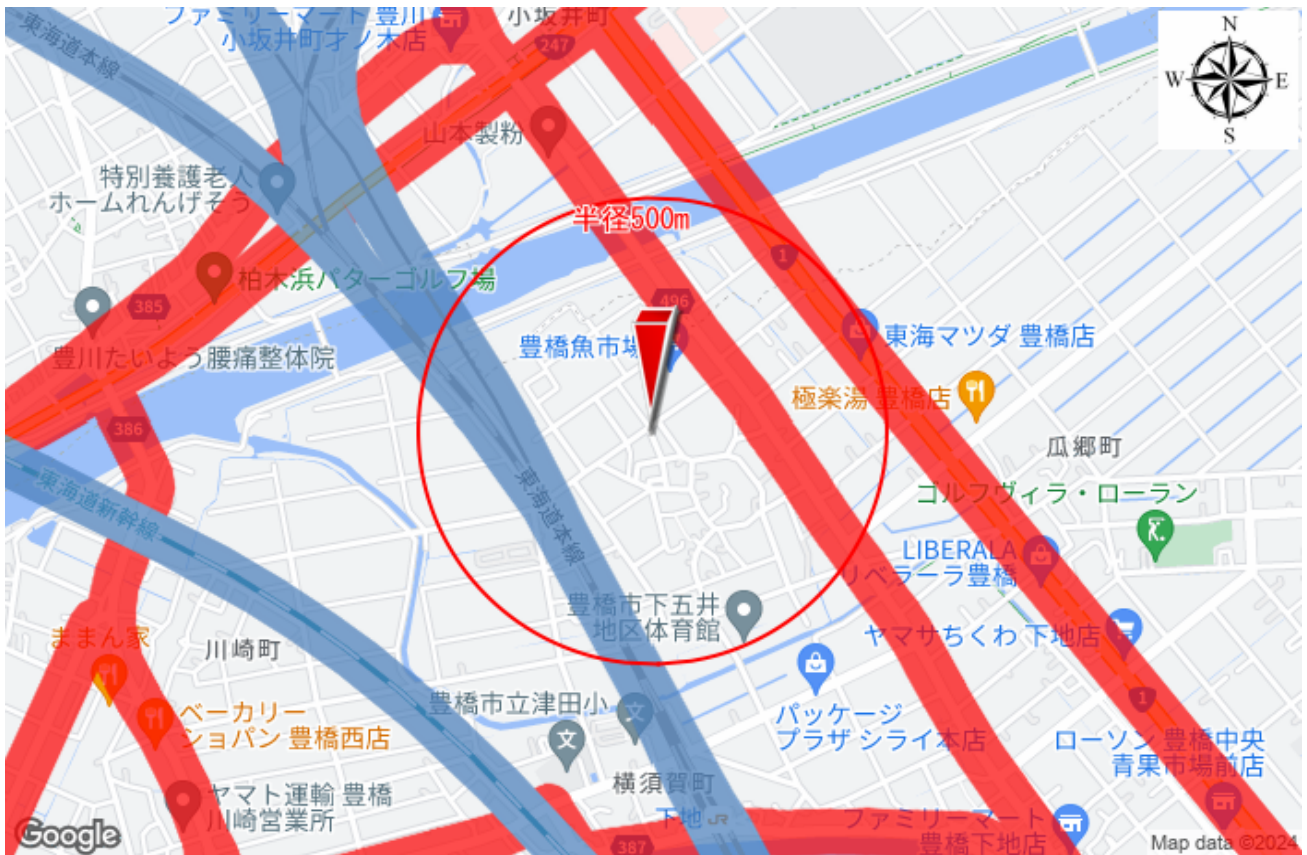 ファミリーマート 豊川
小坂井町才ノ木店
小坂井町
247
N
W
E
S
東海道本線
山本製粉
特別養護老人
ホームれんげそう
半径500m
1
柏木浜パターゴルフ場
385
496
豊川たいよう腰痛整体院
豊橋魚市場
東海マツダ 豊橋店
極楽湯 豊橋店
386
瓜郷町
東海道新幹線
東海道本線
ゴルフヴィラ・ローラン
LIBERALA
リベラーラ豊橋
豊橋市下五井
地区体育館
ヤマサちくわ 下地店
ままん家
川崎町
豊橋市立津田小
文
文
1
ベーカリー
ショパン 豊橋西店
パッケージ
プラザ シライ本店
ローソン 豊橋中央
青果市場前店
横須賀町
ヤマト運輸 豊橋
川崎営業所
下地 JR
ファミリーマート
豊橋下地店
387
Google
Map data ©2024